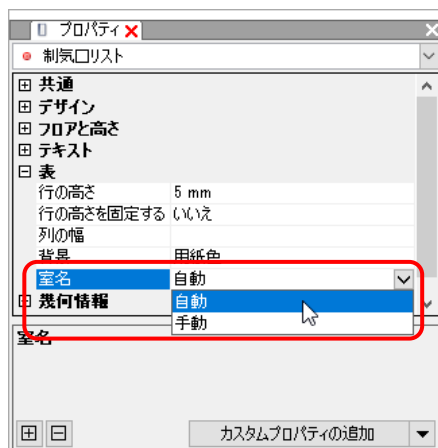 プロパティ
制気口リスト
共通
デザイン
フロアと高さ
テキスト
表
行の高さ 5 mm
行の高さを固定する いいえ
列の幅
背景 用紙色
室名 自動
自動
幾何情報
手動
室名
カスタムプロパティの追加